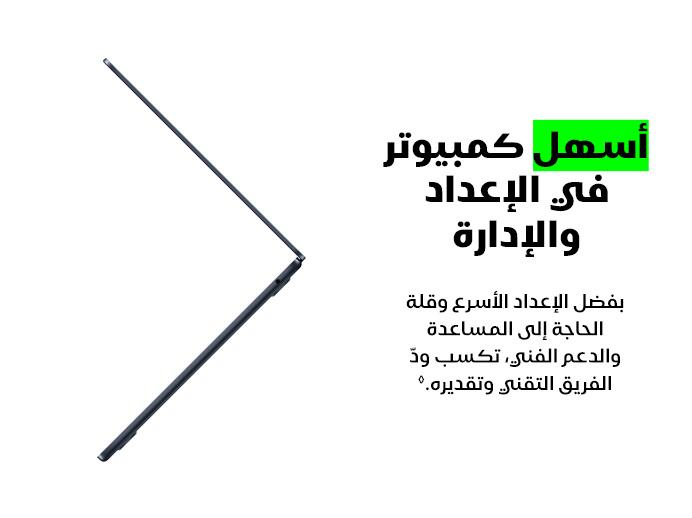 أسهل كمبيوتر
في الإعداد
والإدارة
بفضل الإعداد الأسرع وقلة
الحاجة إلى المساعدة
والدعم الفني، تكسب ودّ
الفريق التقني وتقديره.◊